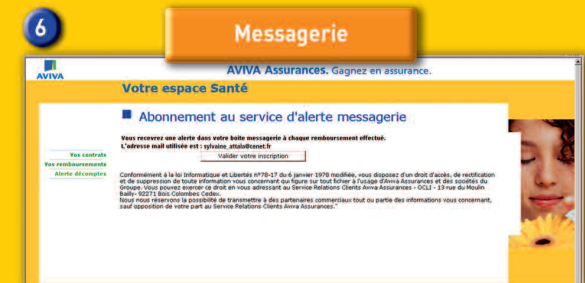 6
Messagerie
AVIVA
AVIVA Assurances. Gagnez en assurance.
Votre espace Santé
Abonnement au service d'alerte messagerie
Vous recevrez une alerte dans votre boîte messagerie à chaque remboursement effectué.
L'adresse mail utilisée est : sylvaine_attala@cenet.fr
Valider votre inscription
Vos contrats
Vos remboursements
Alerte décomptes
Conformément à la loi Informatique et Libertés n°78-17 du 6 janvier 1978 modifiée, vous disposez d'un droit d'accès, de rectification
et de suppression de toute information vous concernant qui figure sur tout fichier à l'usage d'Aviva Assurances et des sociétés du
Groupe. Vous pouvez exercer ce droit en vous adressant au Service Relations Clients Aviva Assurances - OCLI - 13 rue du Moulin
Bailly- 92271 Bois Colombes Cedex.
Nous nous réservons la possibilité de transmettre à des partenaires commerciaux tout ou partie des informations vous concernant,
sauf opposition de votre part au Service Relations Clients Aviva Assurances."